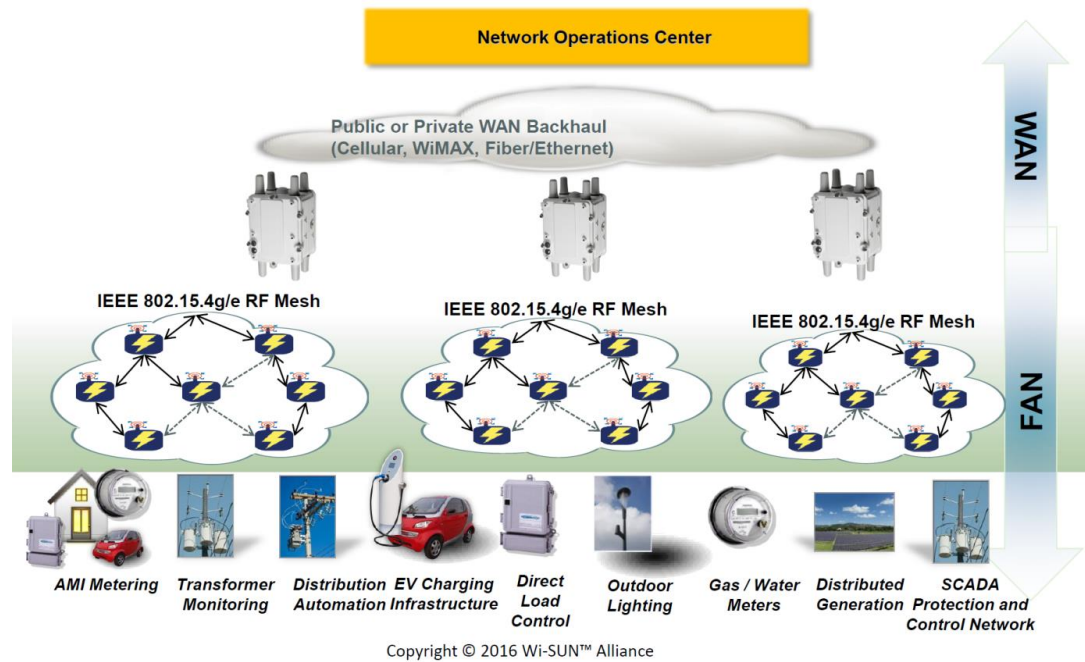 Network Operations Center
Public or Private WAN Backhaul
(Cellular, WiMAX, Fiber/Ethernet)
WAN
IEEE 802.15.4g/e RF Mesh
IEEE 802.15.4g/e RF Mesh
IEEE 802.15.4g/e RF Mesh
FAN
AMI Metering
Transformer
Monitoring
Distribution
Automation
EV Charging
Infrastructure
Direct
Load
Control
Outdoor
Lighting
Gas / Water
Meters
Distributed
Generation
SCADA
Protection and
Control Network
Copyright © 2016 Wi-SUN™ Alliance